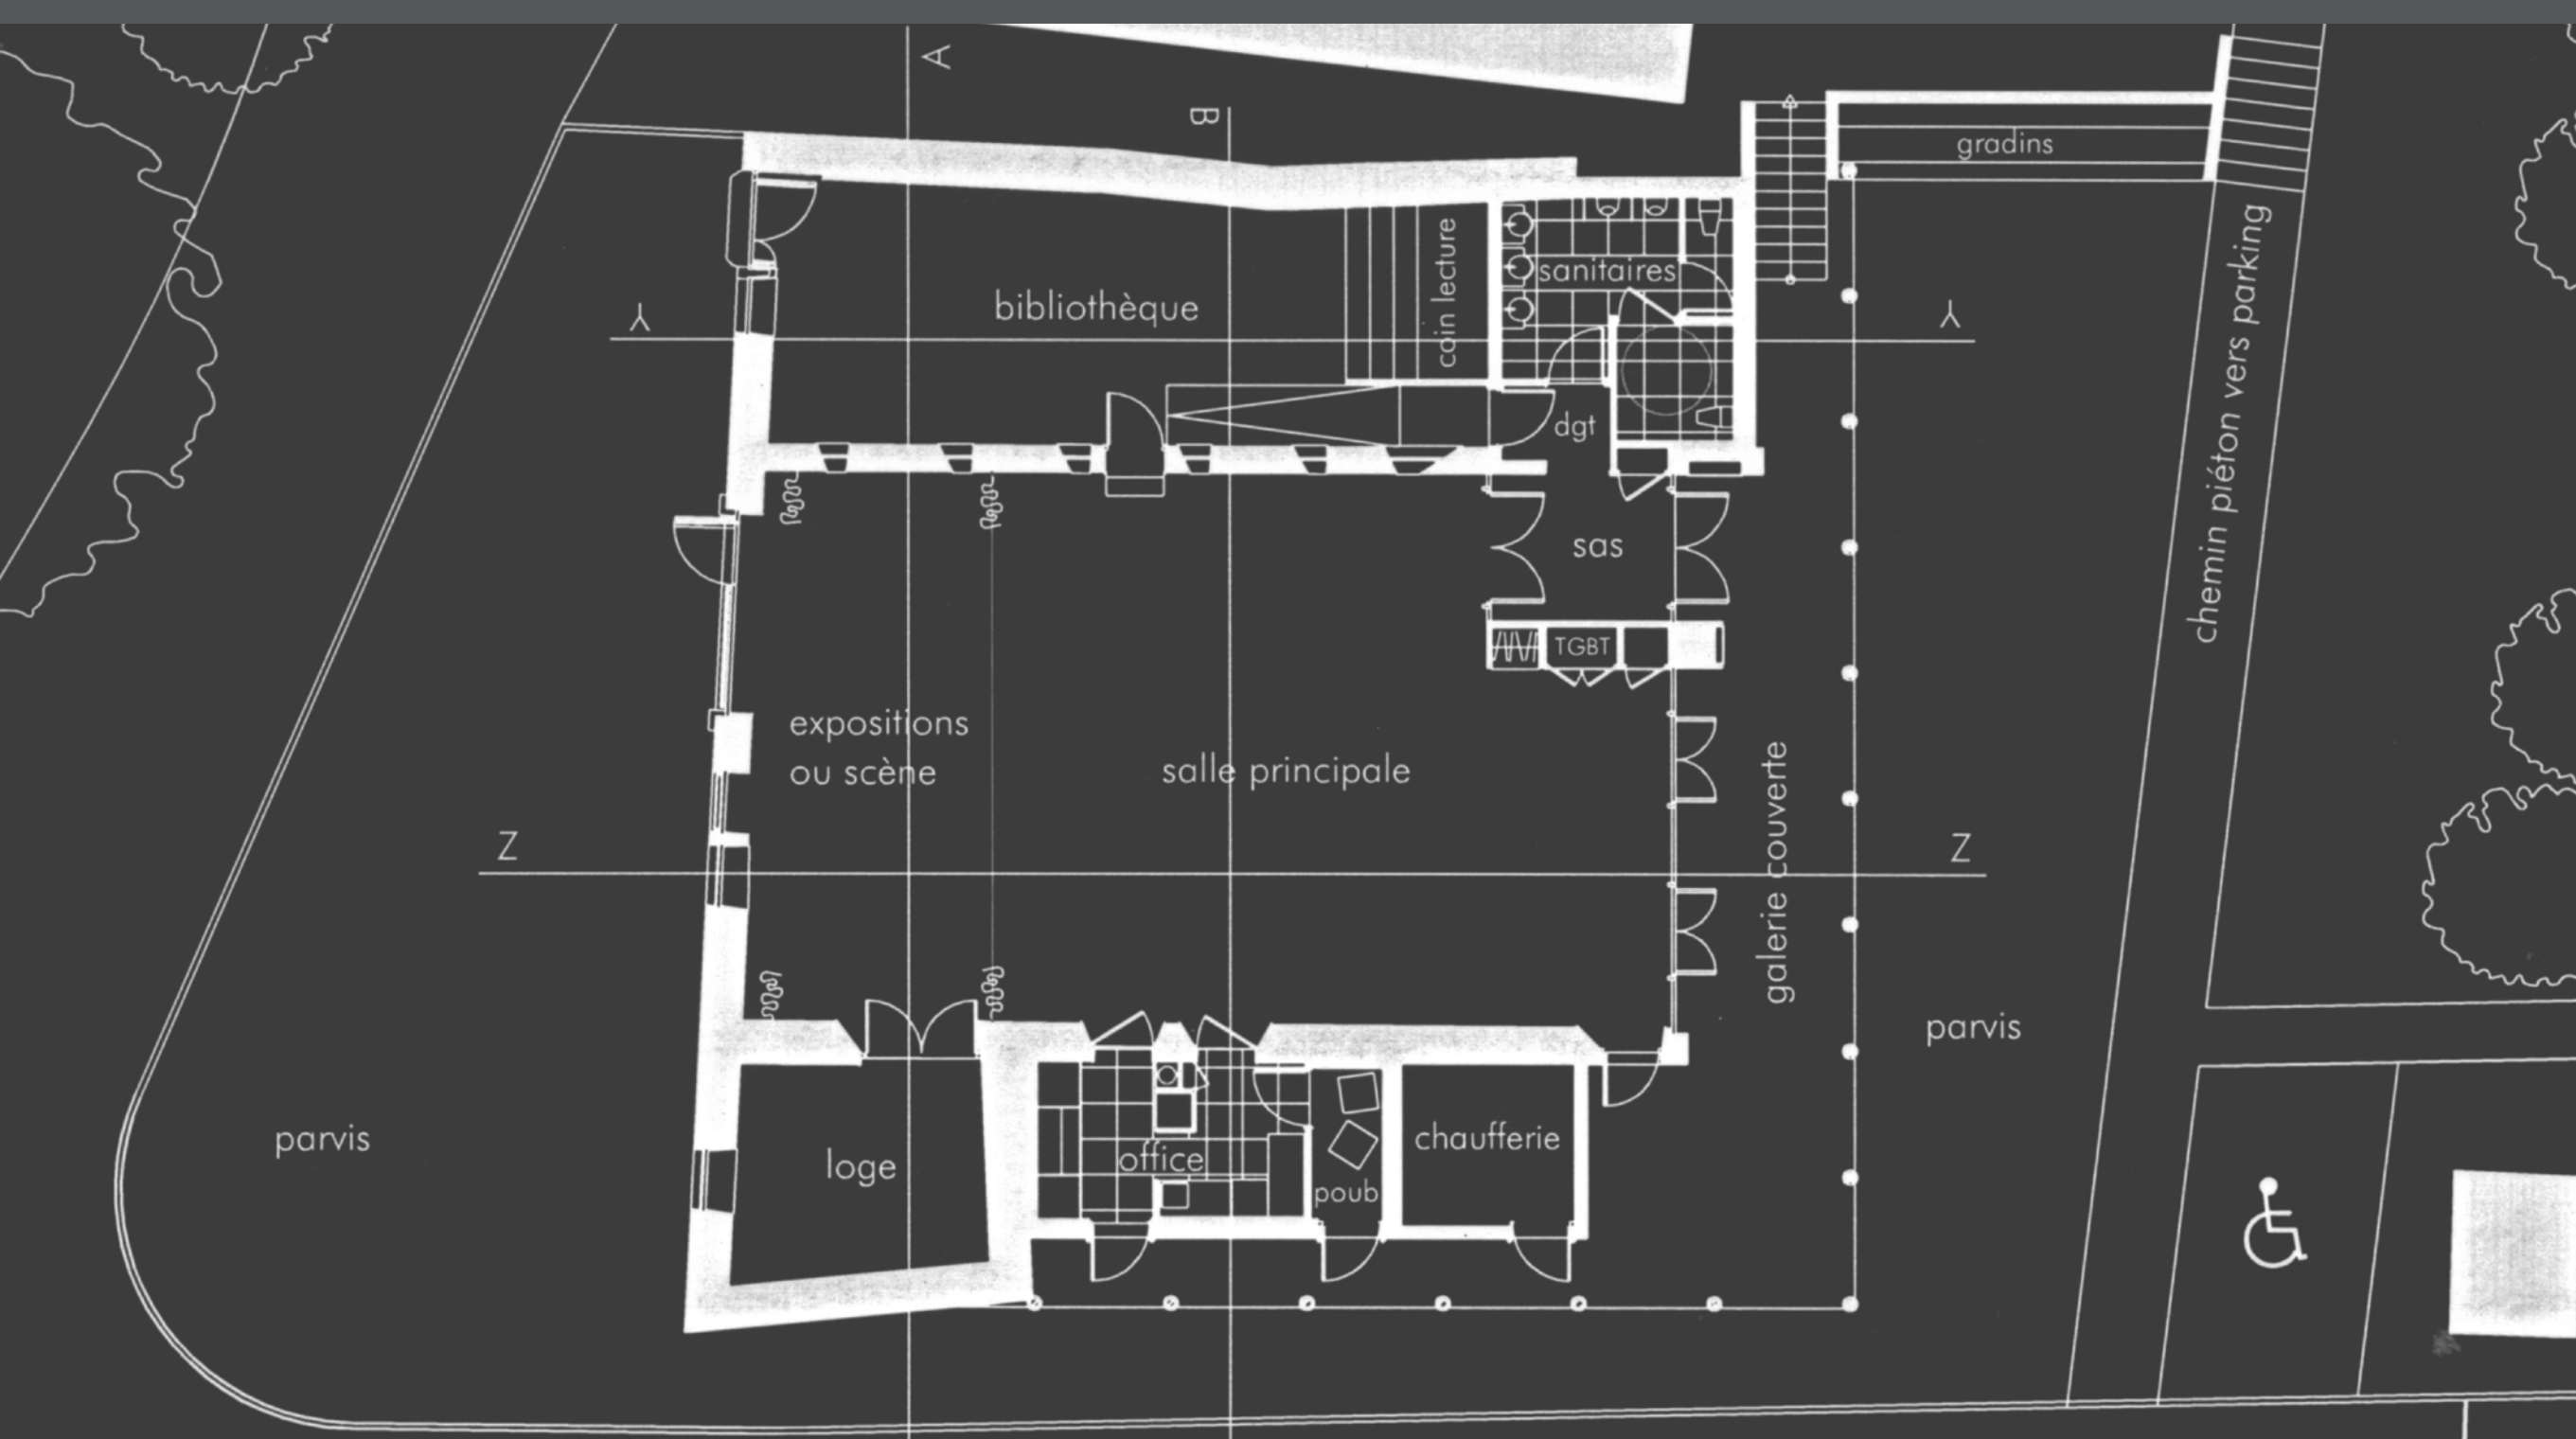 A
B
gradins
coin lecture
sanitaires
bibliothèque
Y
Y
chemin piéton vers parking
dgt
sas
TGBT
expositions
ou scène
salle principale
galerie couverte
Z
Z
parvis
parvis
loge
office
poub
chaufferie